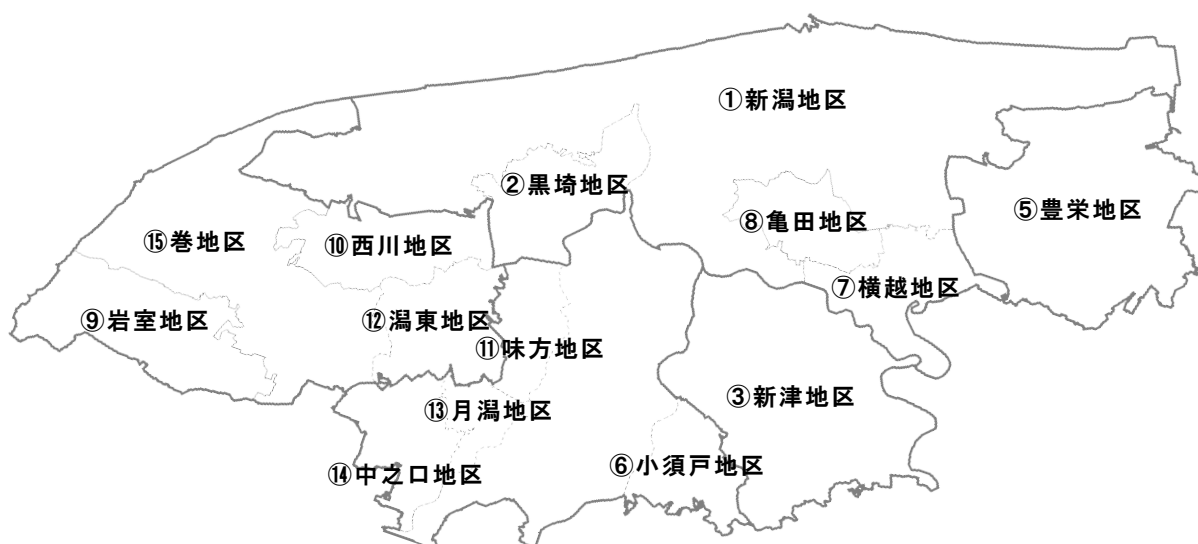 ①新潟地区
②黒埼地区
⑤豊栄地区
⑧亀田地区
⑮巻地区
⑩西川地区
⑦横越地区
⑨岩室地区
⑫潟東地区
⑪味方地区
③新津地区
⑬月潟地区
⑥小須戸地区
⑭中之口地区